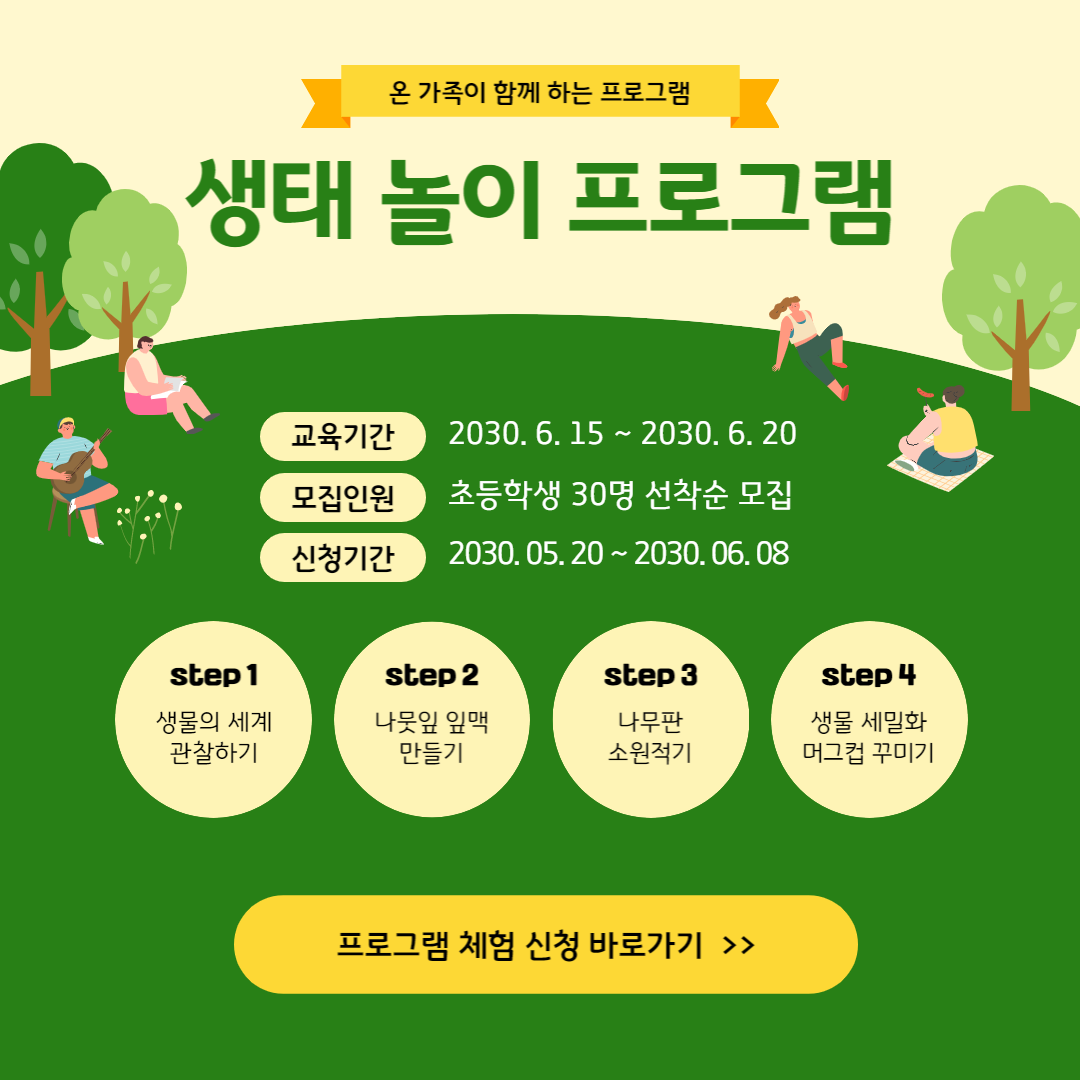 온 가족이 함께 하는 프로그램
생태 놀이 프로그램
교육기간 2030. 6. 15 ~ 2030. 6. 20
모집인원 초등학생 30명 선착순 모집
신청기간 2030. 05. 20 ~ 2030. 06. 08
step 1
생물의 세계
관찰하기
step 2
나뭇잎 잎맥
만들기
step 3
나무판
소원적기
step 4
생물 세밀화
머그컵 꾸미기
프로그램 체험 신청 바로가기 >>